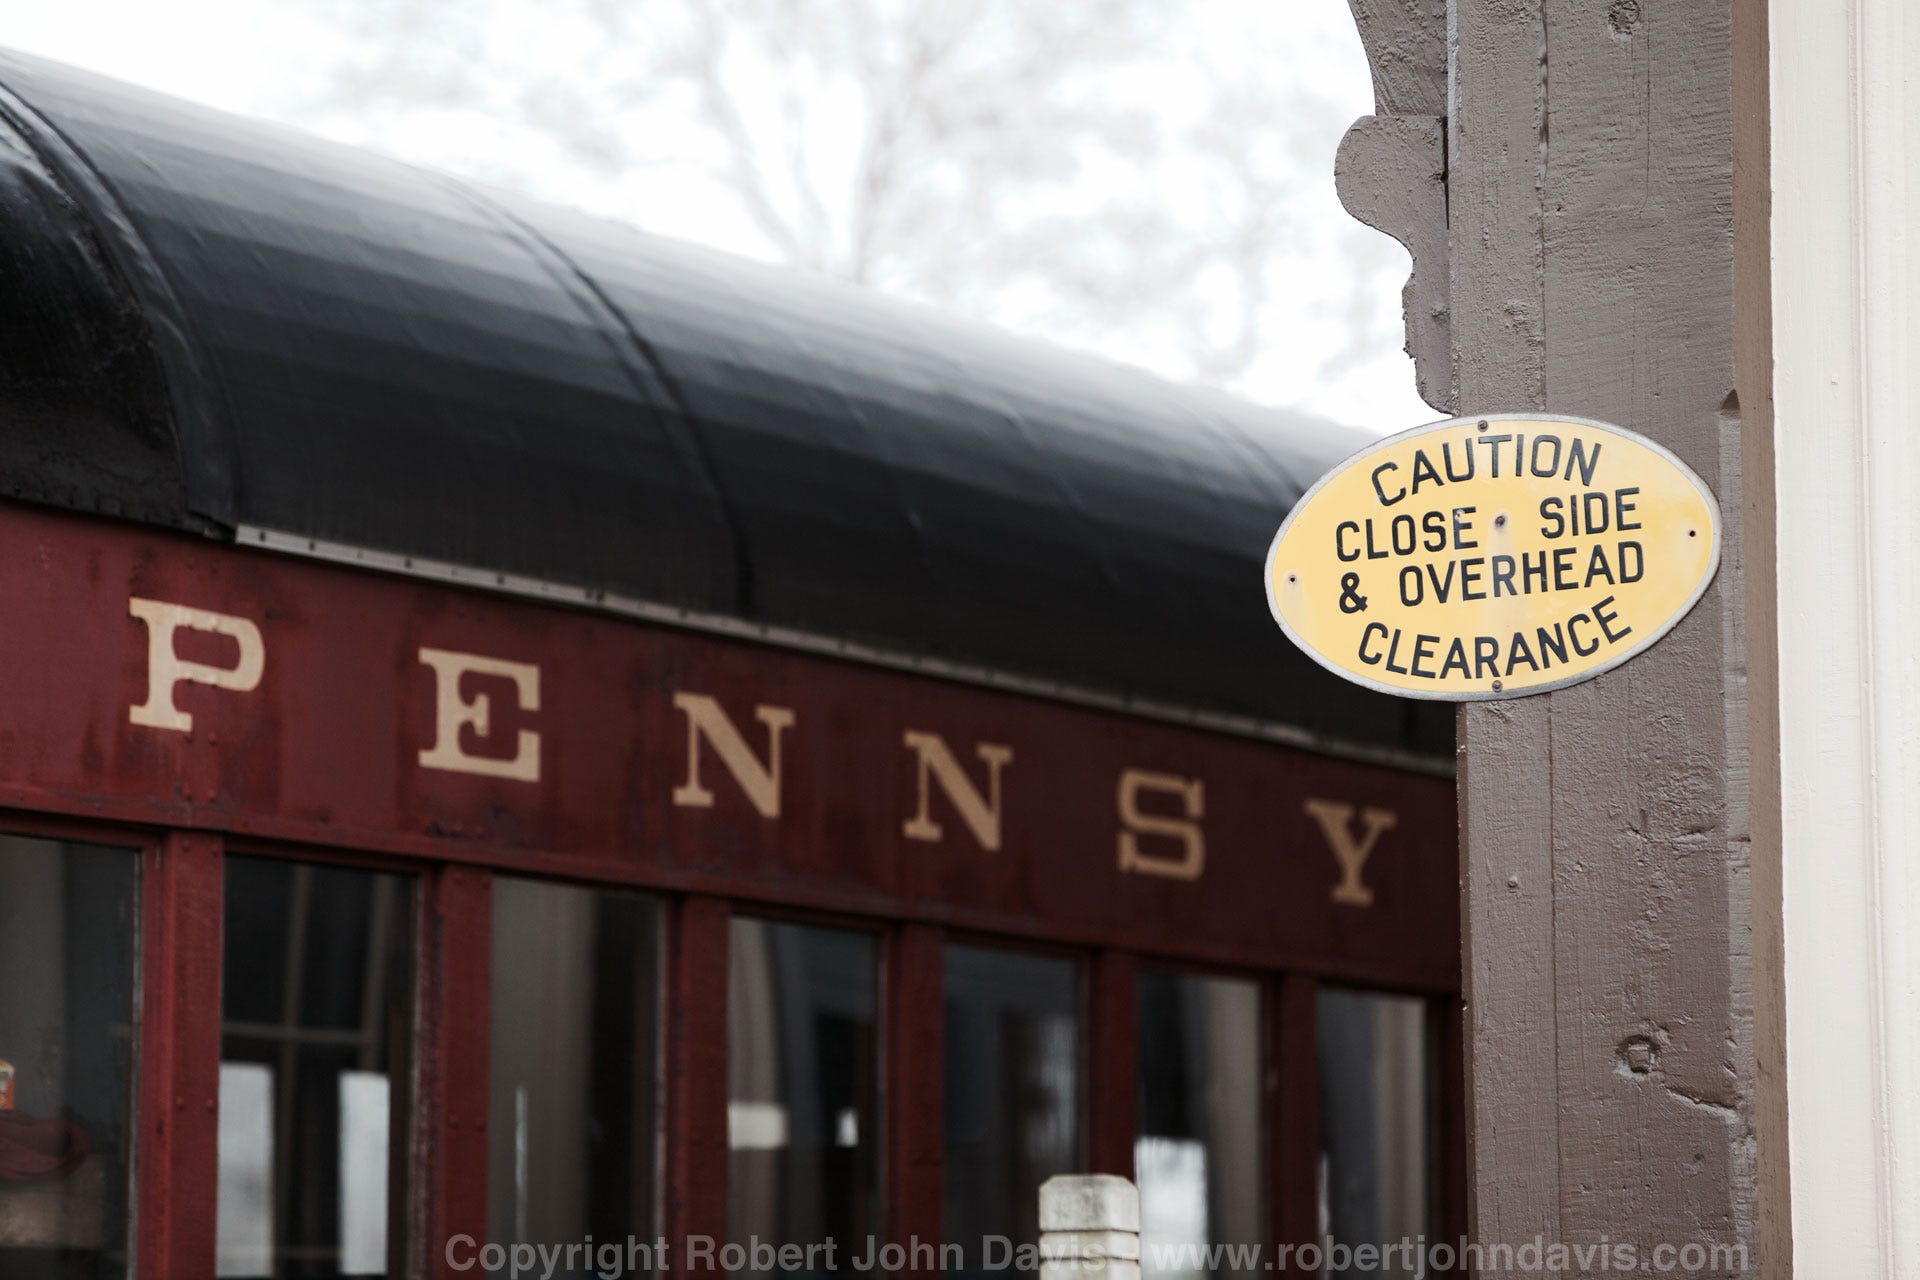 PENNSY
CAUTION
CLOSE SIDE
& OVERHEAD
CLEARANCE
Copyright Robert John Davis - www.robertjohndavis.com